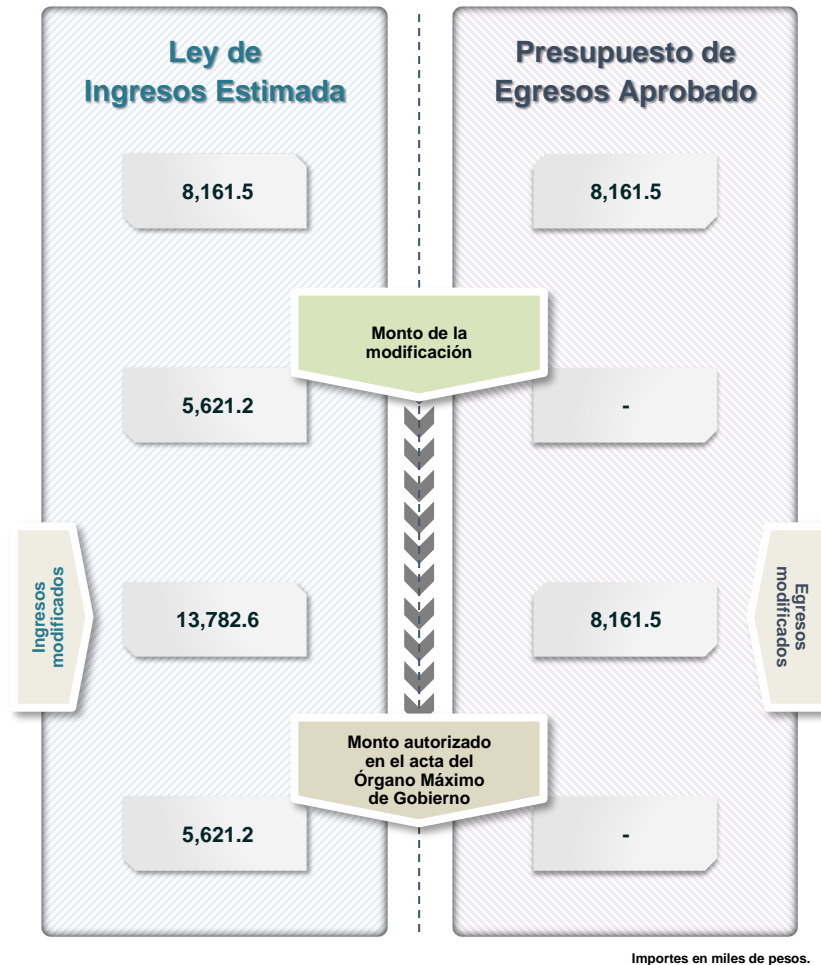 Ley de
Ingresos Estimada
Presupuesto de
Egresos Aprobado
8,161.5
8,161.5
Monto de la
modificación
5,621.2
-
Ingresos
modificados
13,782.6
8,161.5
Egresos
modificados
Monto autorizado
en el acta del
Órgano Máximo
de Gobierno
5,621.2
-
Importes en miles de pesos.